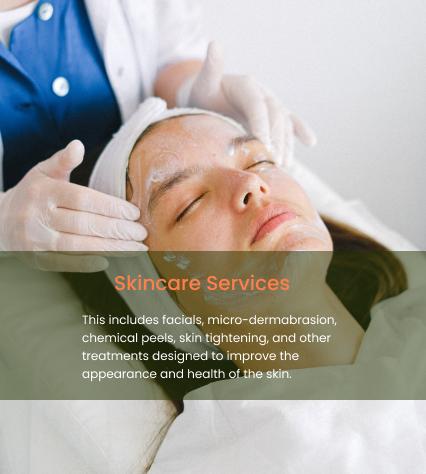 Skincare Services
This includes facials, micro-dermabrasion,
chemical peels, skin tightening, and other
treatments designed to improve the
appearance and health of the skin.